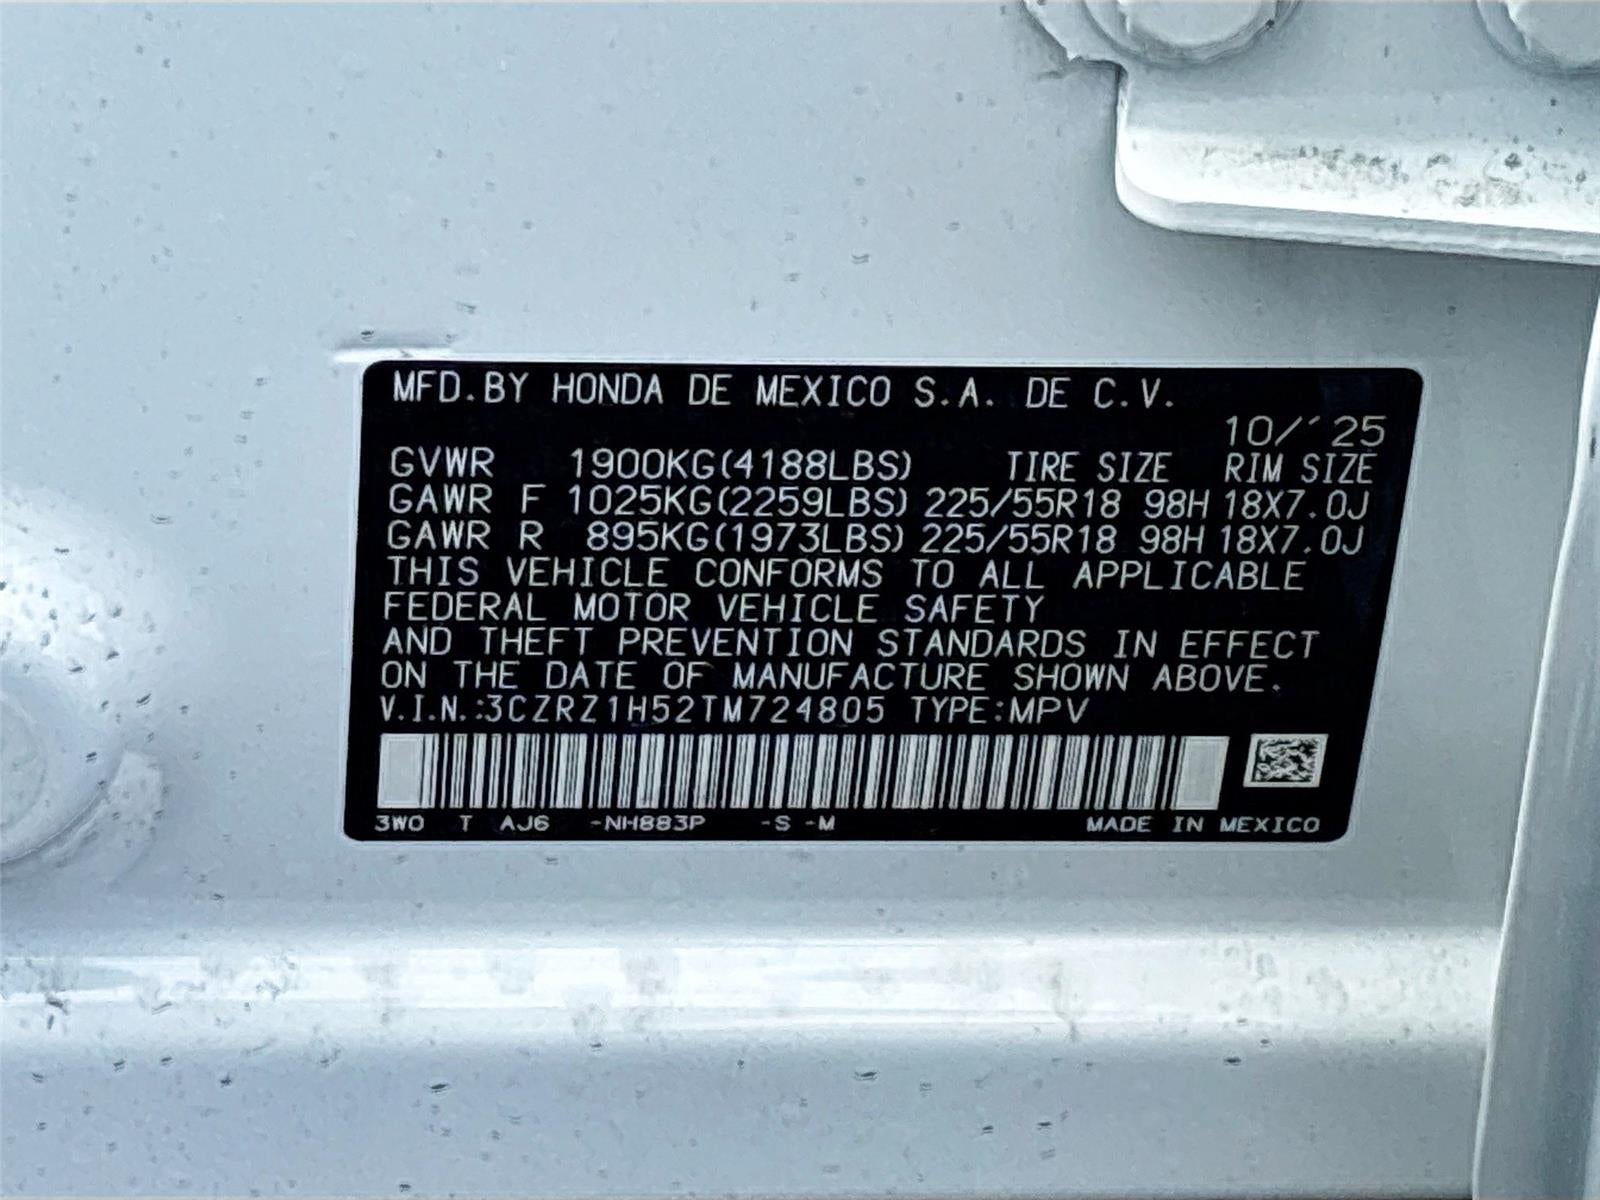 MFD.BY HONDA DE MEXICO S.A. DE C.V.
10/'25
GVWR 1900KG(4188LBS) TIRE SIZE RIM SIZE
GAWR F 1025KG(2259LBS) 225/55R18 98H 18X7.0J
GAWR R 895KG(1973LBS) 225/55R18 98H 18X7.0J
THIS VEHICLE CONFORMS TO ALL APPLICABLE
FEDERAL MOTOR VEHICLE SAFETY
AND THEFT PREVENTION STANDARDS IN EFFECT
ON THE DATE OF MANUFACTURE SHOWN ABOVE.
V.I.N.:3CZRZ1H52TM724805 TYPE:MPV
3W0 T AJ6 -NH883P -S -M MADE IN MEXICO